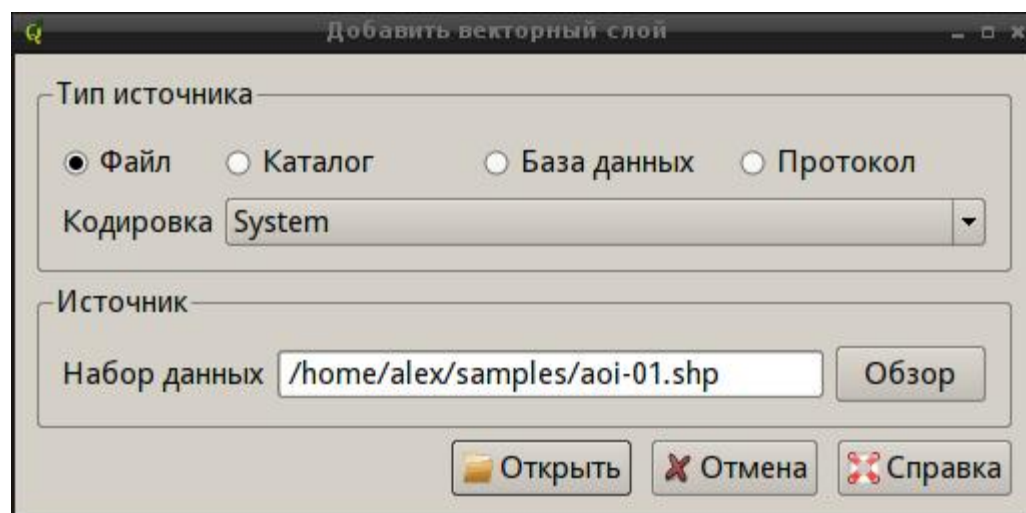 Добавить векторный слой
Тип источника
Файл Каталог База данных Протокол
Кодировка System
Источник
Набор данных /home/alex/samples/aoi-01.shp Обзор
Открыть Отмена Справка